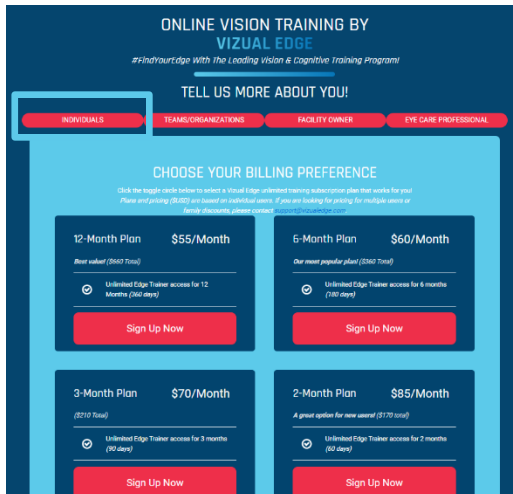 ONLINE VISION TRAINING BY
VIZUAL EDGE
#FindYourEdge With The Leading Vision & Cognitive Training Program!
TELL US MORE ABOUT YOU!
INDIVIDUALS
TEAMS/ORGANIZATIONS
FACILITY OWNER
EYE CARE PROFESSIONAL
CHOOSE YOUR BILLING PREFERENCE
Click the toggle circle below to select a Vizual Edge unlimited training subscription plan that works for you!
Plans and pricing ($USD) are based on individual users. If you are looking for pricing for multiple users or
family discounts, please contact support@vizualedge.com
12-Month Plan $55/Month
Best value! ($660 Total)
Unlimited Edge Trainer access for 12
Months (360 days)
Sign Up Now
6-Month Plan $60/Month
Our most popular plan! ($360 Total)
Unlimited Edge Trainer access for 6 months
(180 days)
Sign Up Now
3-Month Plan $70/Month
($210 Total)
Unlimited Edge Trainer access for 3 months
(90 days)
Sign Up Now
2-Month Plan $85/Month
A great option for new users! ($170 total)
Unlimited Edge Trainer access for 2 months
(60 days)
Sign Up Now